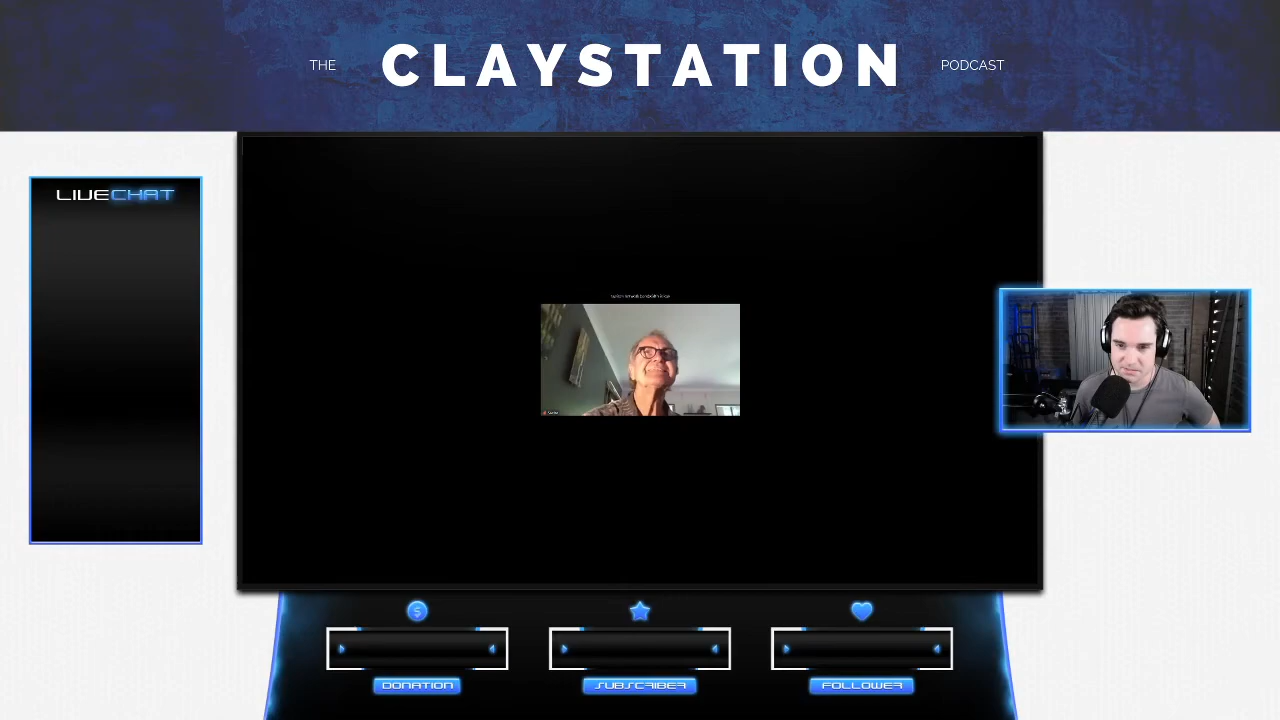 THE CLAYSTATION PODCAST
LIVECHAT
DONATION
SUBSCRIBER
FOLLOWER